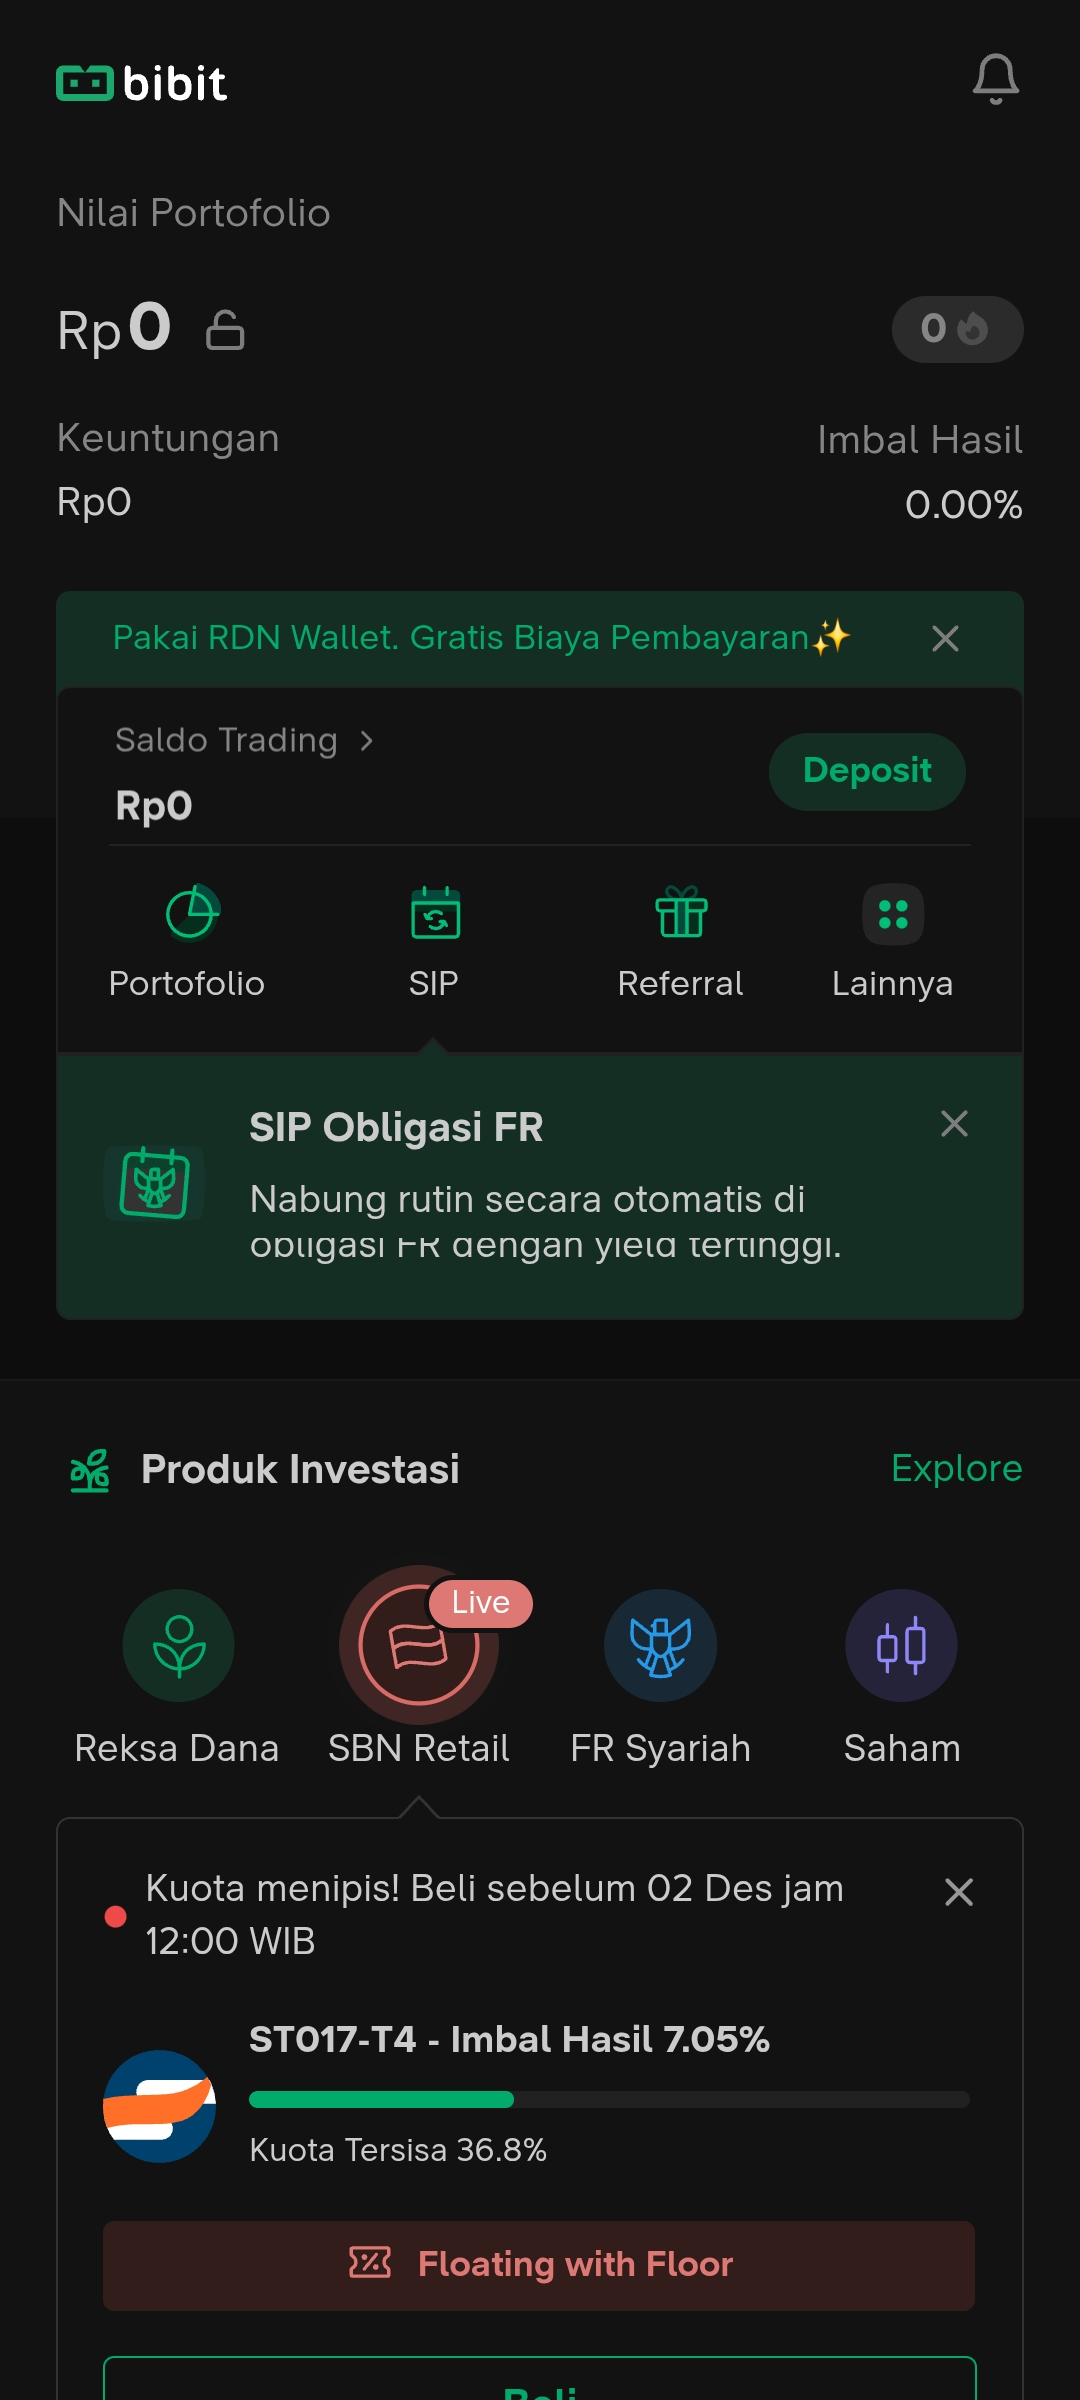 bibit
Nilai Portofolio
Rp0
0
Keuntungan
Imbal Hasil
Rp0
0.00%
Pakai RDN Wallet. Gratis Biaya Pembayaran✨
Saldo Trading
Deposit
Rp0
Portofolio
SIP
Referral
Lainnya
SIP Obligasi FR
Nabung rutin secara otomatis di
obligasi FR dengan yield tertinggi.
Produk Investasi
Explore
Live
Reksa Dana
SBN Retail
FR Syariah
Saham
Kuota menipis! Beli sebelum 02 Des jam
12:00 WIB
ST017-T4 - Imbal Hasil 7.05%
Kuota Tersisa 36.8%
Floating with Floor
Beli